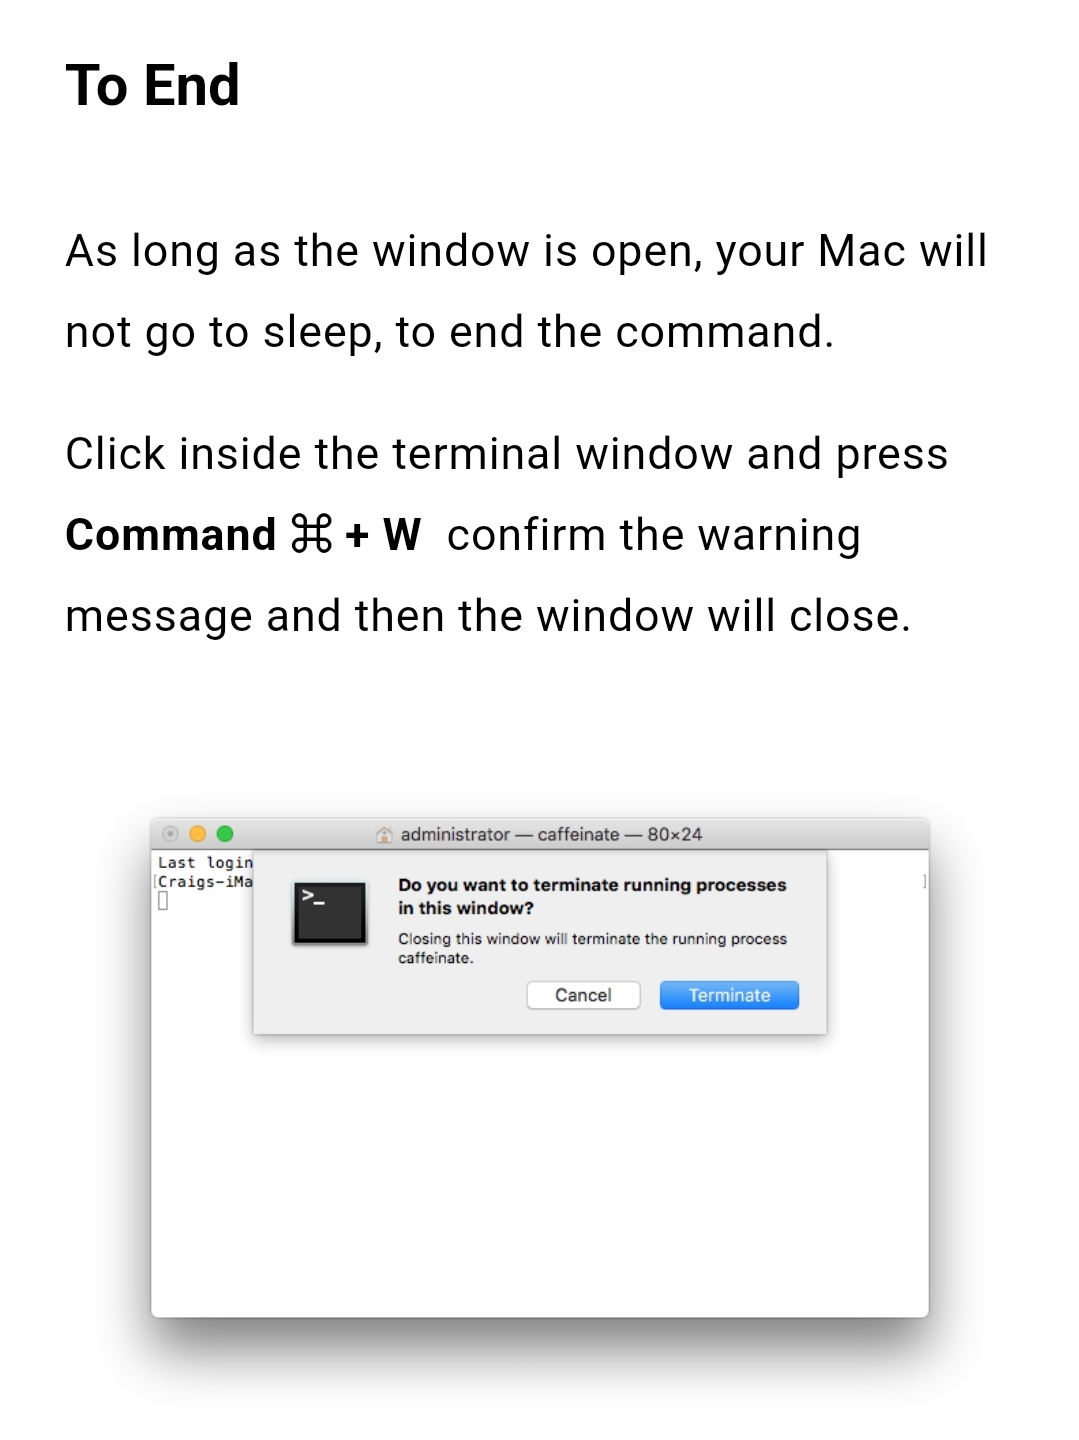 To End
As long as the window is open, your Mac will
not go to sleep, to end the command.
Click inside the terminal window and press
Command ⌘ + W confirm the warning
message and then the window will close.
administrator — caffeinate — 80×24
Last login
[Craigs-iMa ]
Do you want to terminate running processes
in this window?
Closing this window will terminate the running process
caffeinate.
Cancel Terminate